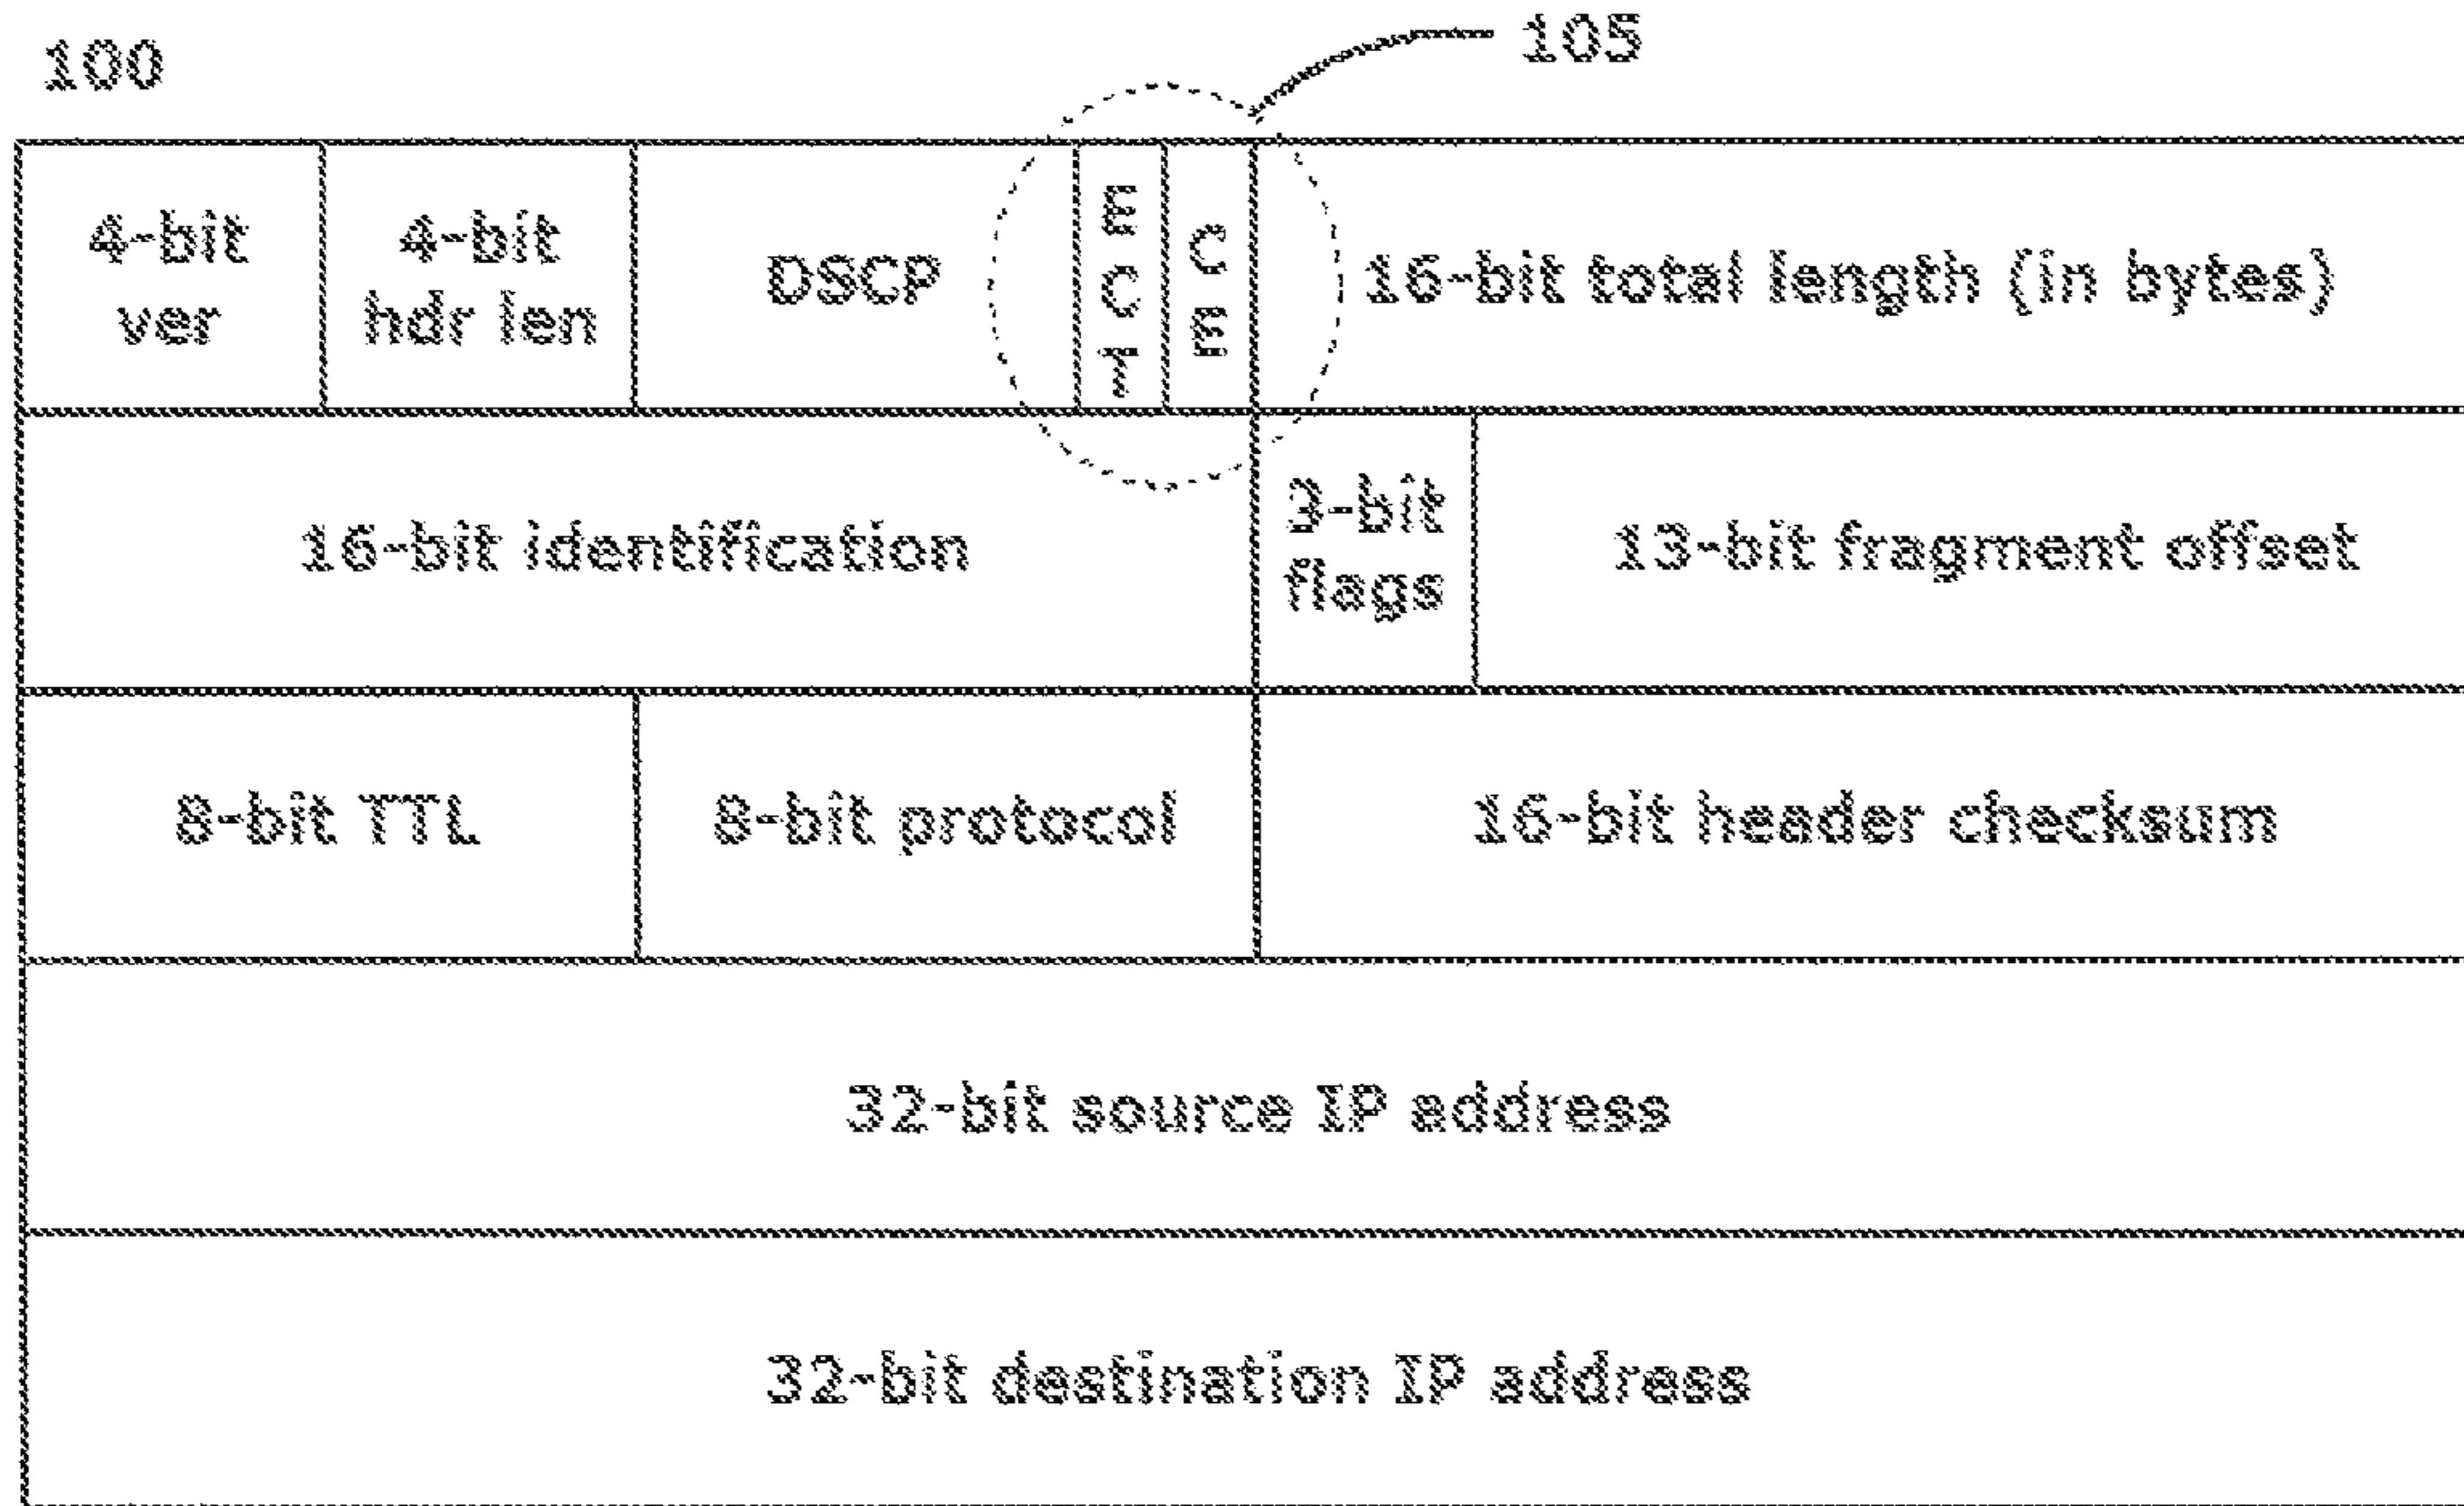 100
105
4-bit
ver
4-bit
hdr len
DSCP
E
C
T
C
E
16-bit total length (in bytes)
16-bit identification
3-bit
flags
13-bit fragment offset
8-bit TTL
8-bit protocol
16-bit header checksum
32-bit source IP address
32-bit destination IP address